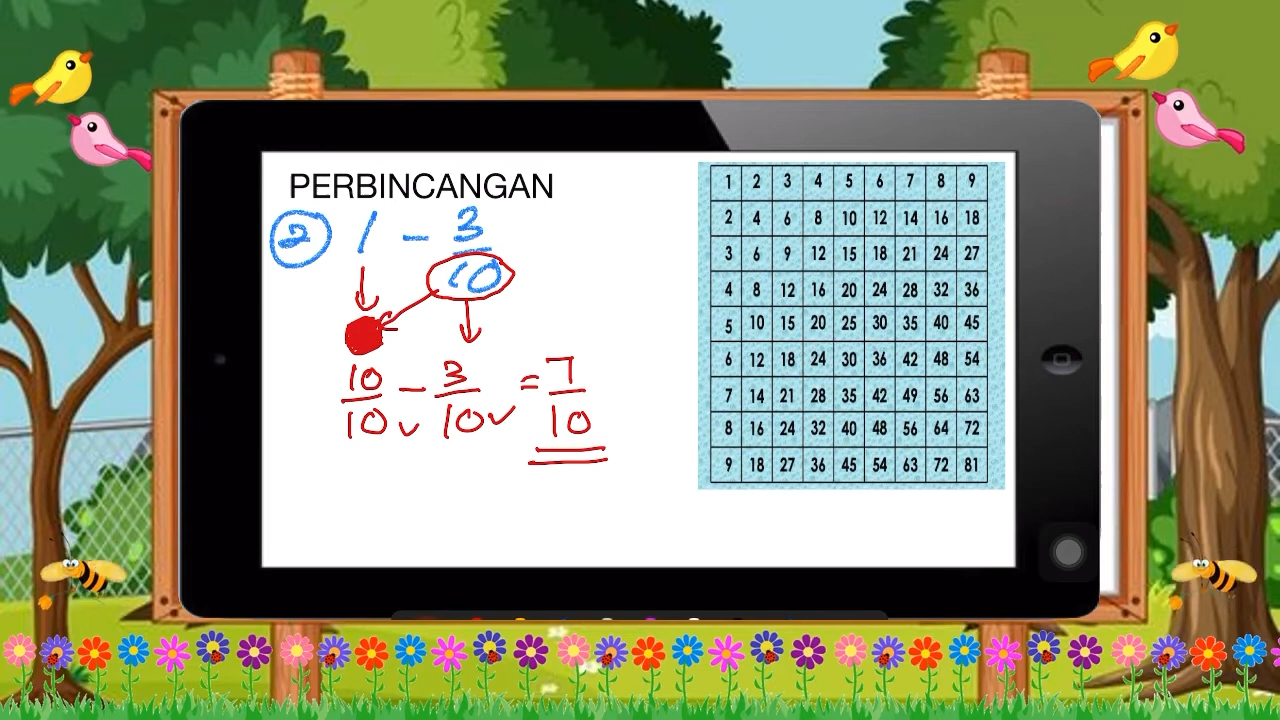 PERBINCANGAN
2 1 - 3/10
10/10 - 3/10 = 7/10
1 2 3 4 5 6 7 8 9
2 4 6 8 10 12 14 16 18
3 6 9 12 15 18 21 24 27
4 8 12 16 20 24 28 32 36
5 10 15 20 25 30 35 40 45
6 12 18 24 30 36 42 48 54
7 14 21 28 35 42 49 56 63
8 16 24 32 40 48 56 64 72
9 18 27 36 45 54 63 72 81